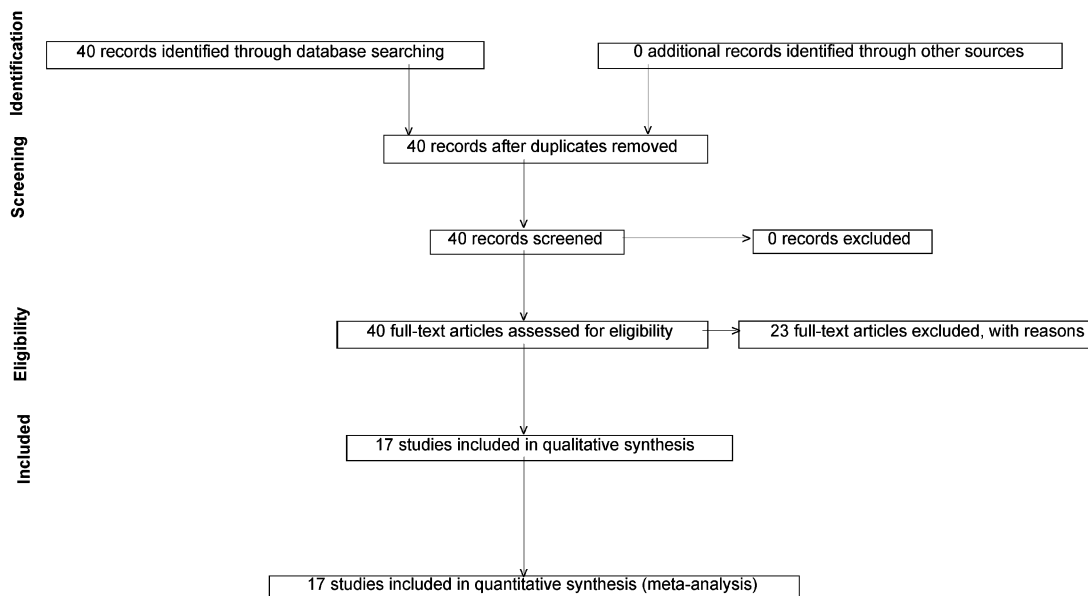 Identification
40 records identified through database searching
0 additional records identified through other sources
Screening
40 records after duplicates removed
40 records screened
0 records excluded
Eligibility
40 full-text articles assessed for eligibility
23 full-text articles excluded, with reasons
Included
17 studies included in qualitative synthesis
17 studies included in quantitative synthesis (meta-analysis)